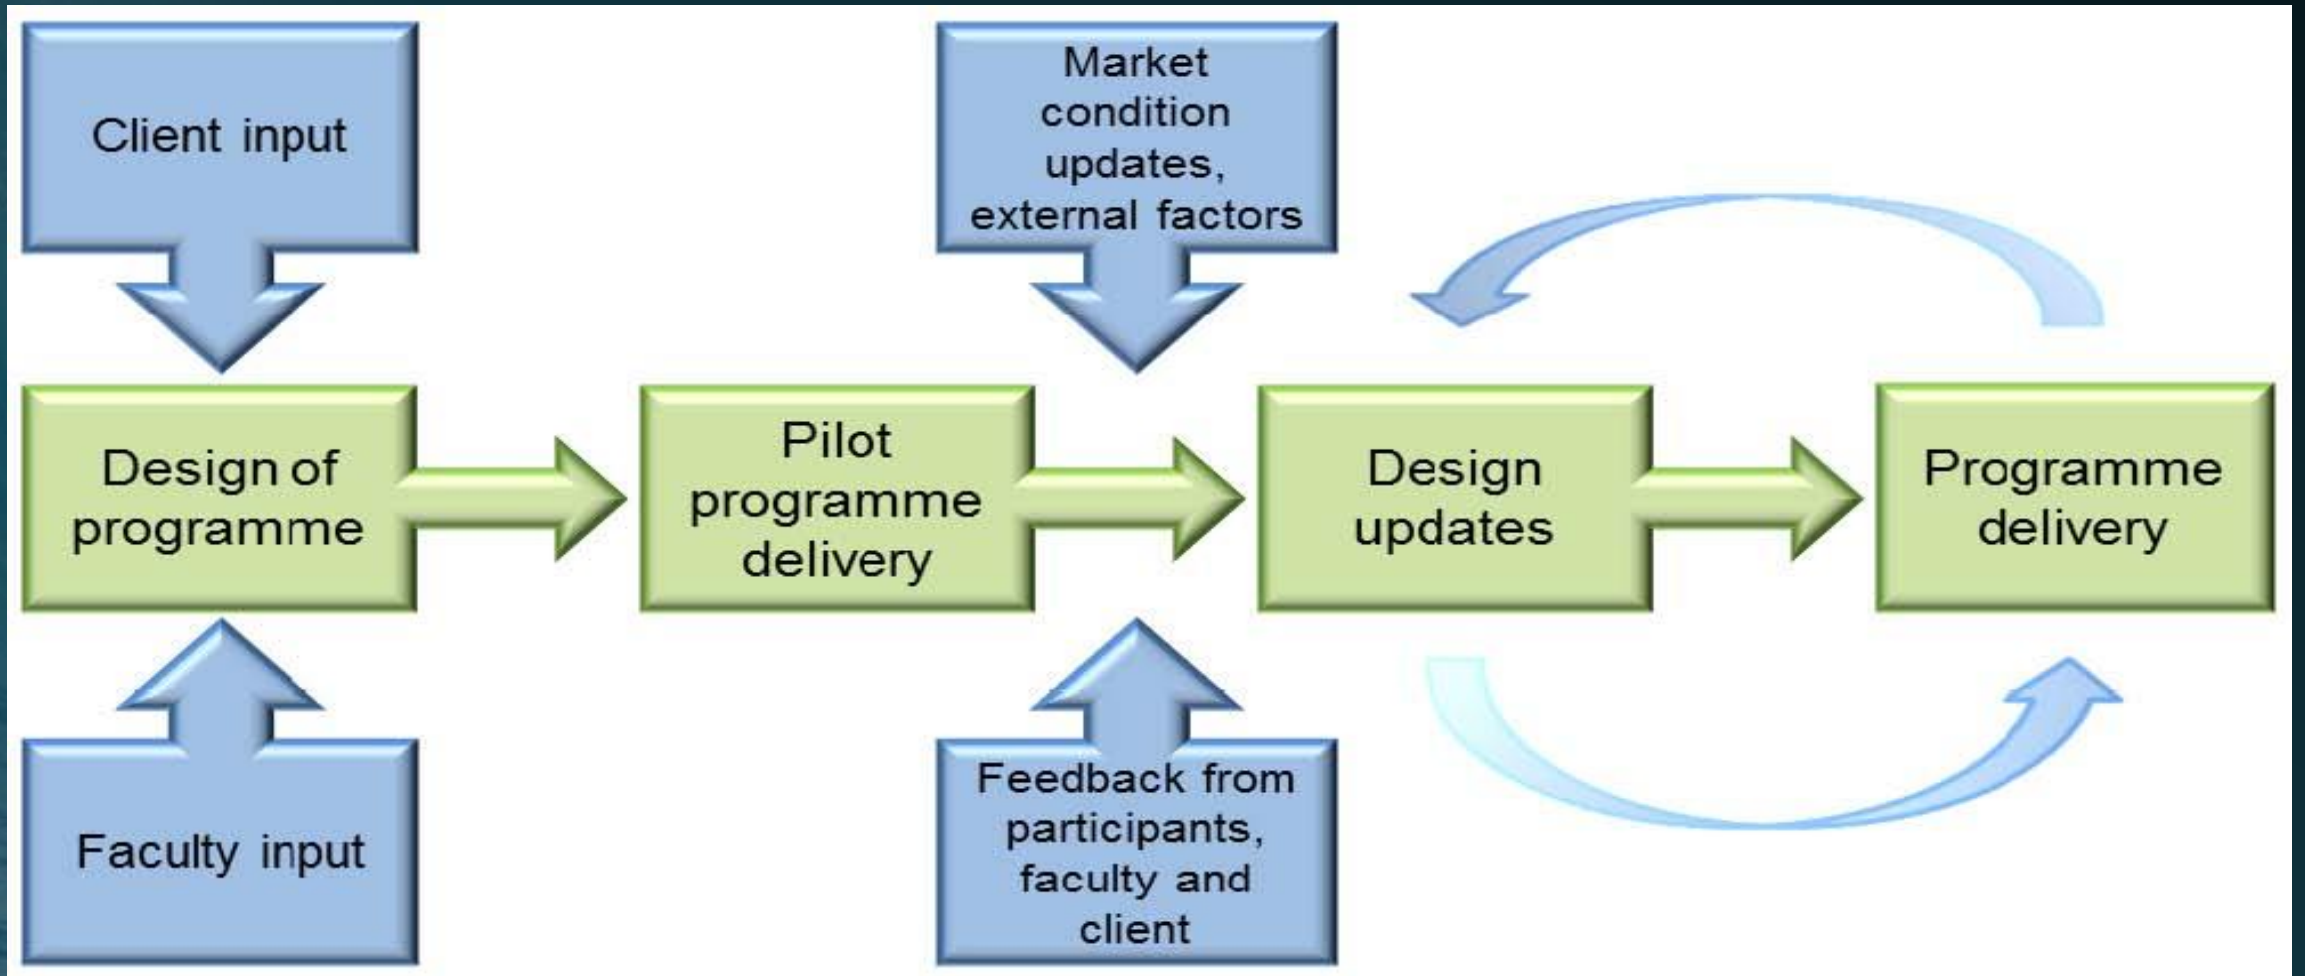 Client input
Market
condition
updates,
external factors
Design of
programme
Pilot
programme
delivery
Design
updates
Programme
delivery
Faculty input
Feedback from
participants,
faculty and
client